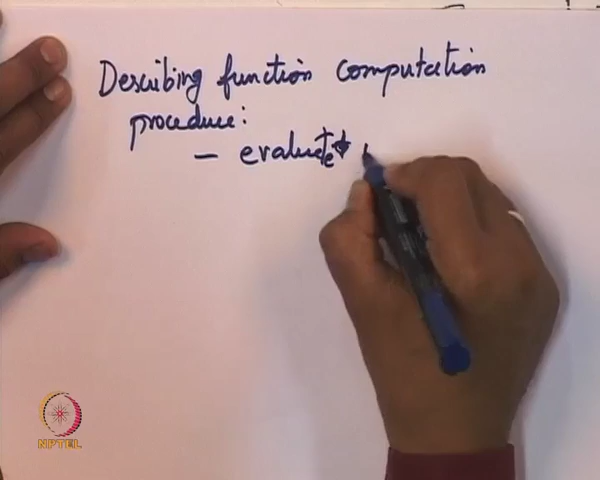 Describing function computation
procedure:
- evaluate
NPTEL